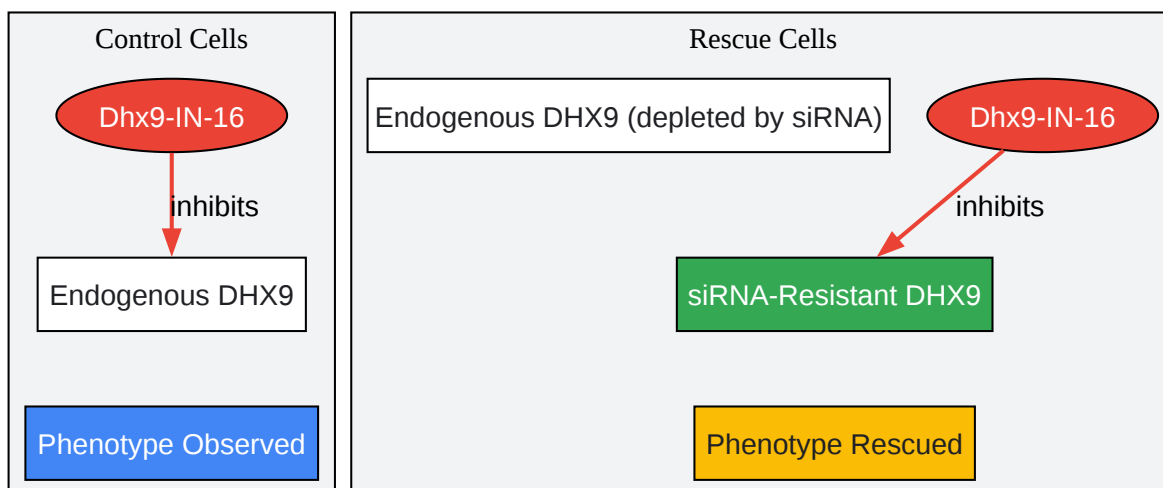 Control Cells
Dhx9-IN-16
inhibits
Endogenous DHX9
Phenotype Observed
Rescue Cells
Endogenous DHX9 (depleted by siRNA)
Dhx9-IN-16
inhibits
siRNA-Resistant DHX9
Phenotype Rescued